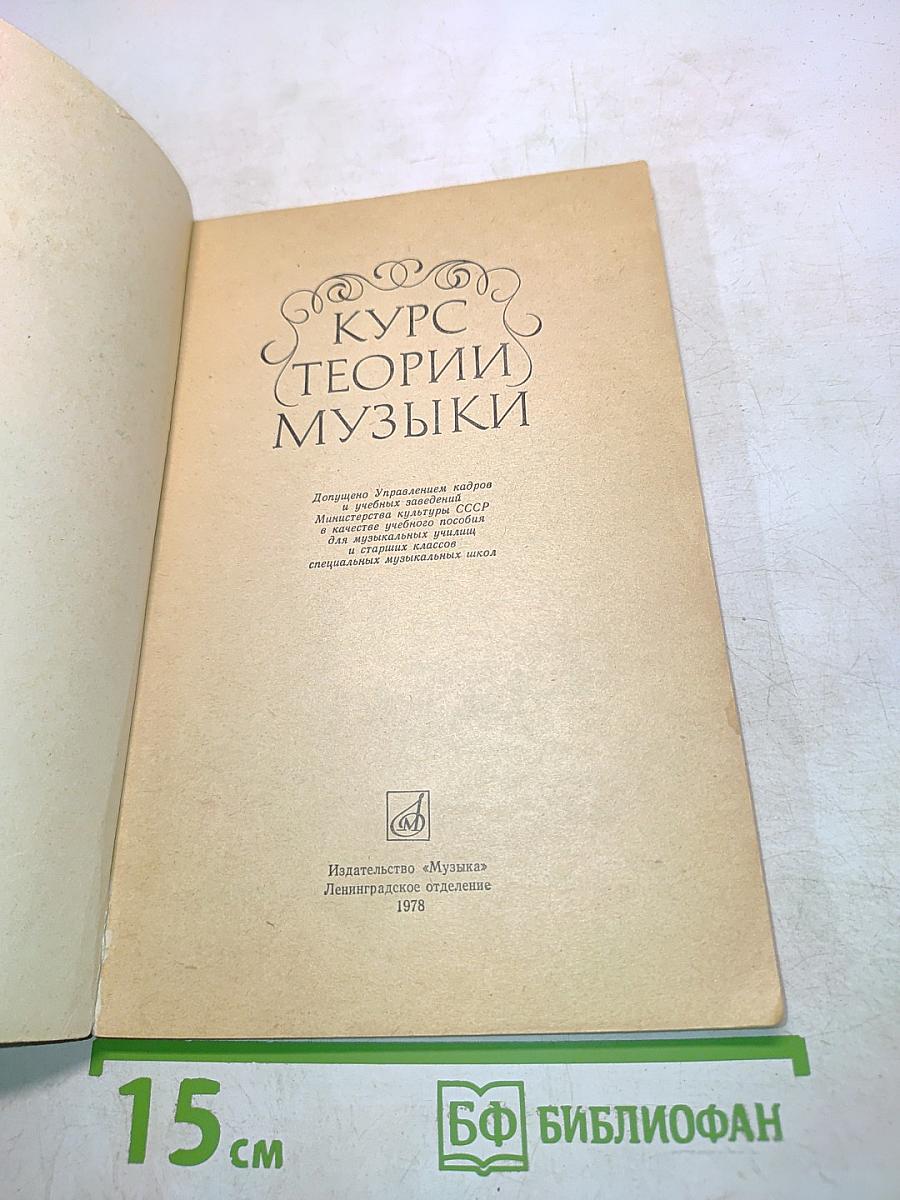 КУРС
ТЕОРИИ
МУЗЫКИ
Допущено Управлением кадров
и учебных заведений
Министерства культуры СССР
в качестве учебного пособия
для музыкальных училищ
и старших классов
специальных музыкальных школ
М
Издательство «Музыка»
Ленинградское отделение
1978
15 см
БФ БИБЛИОФАН